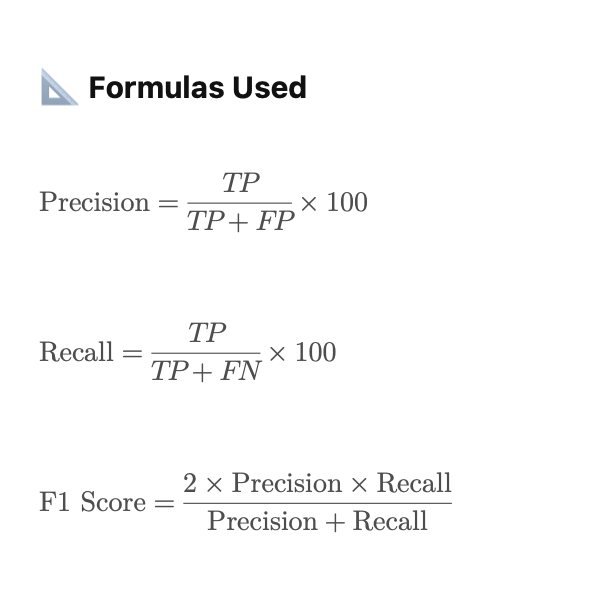 📐 Formulas Used
Precision = TP / TP + FP × 100
Recall = TP / TP + FN × 100
F1 Score = 2 × Precision × Recall / Precision + Recall